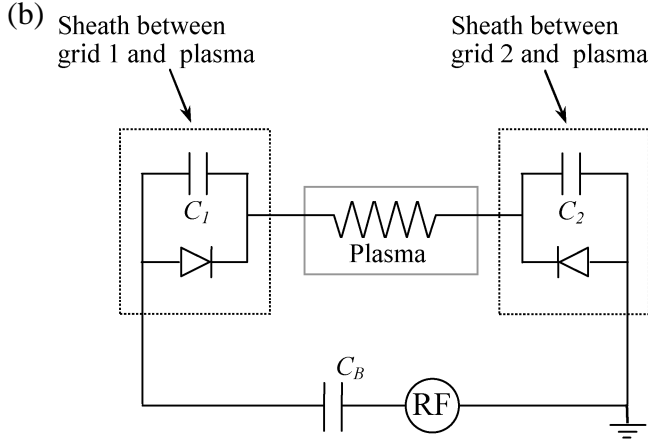 (b)
Sheath between
grid 1 and plasma
Sheath between
grid 2 and plasma
C1
C2
Plasma
CB
RF